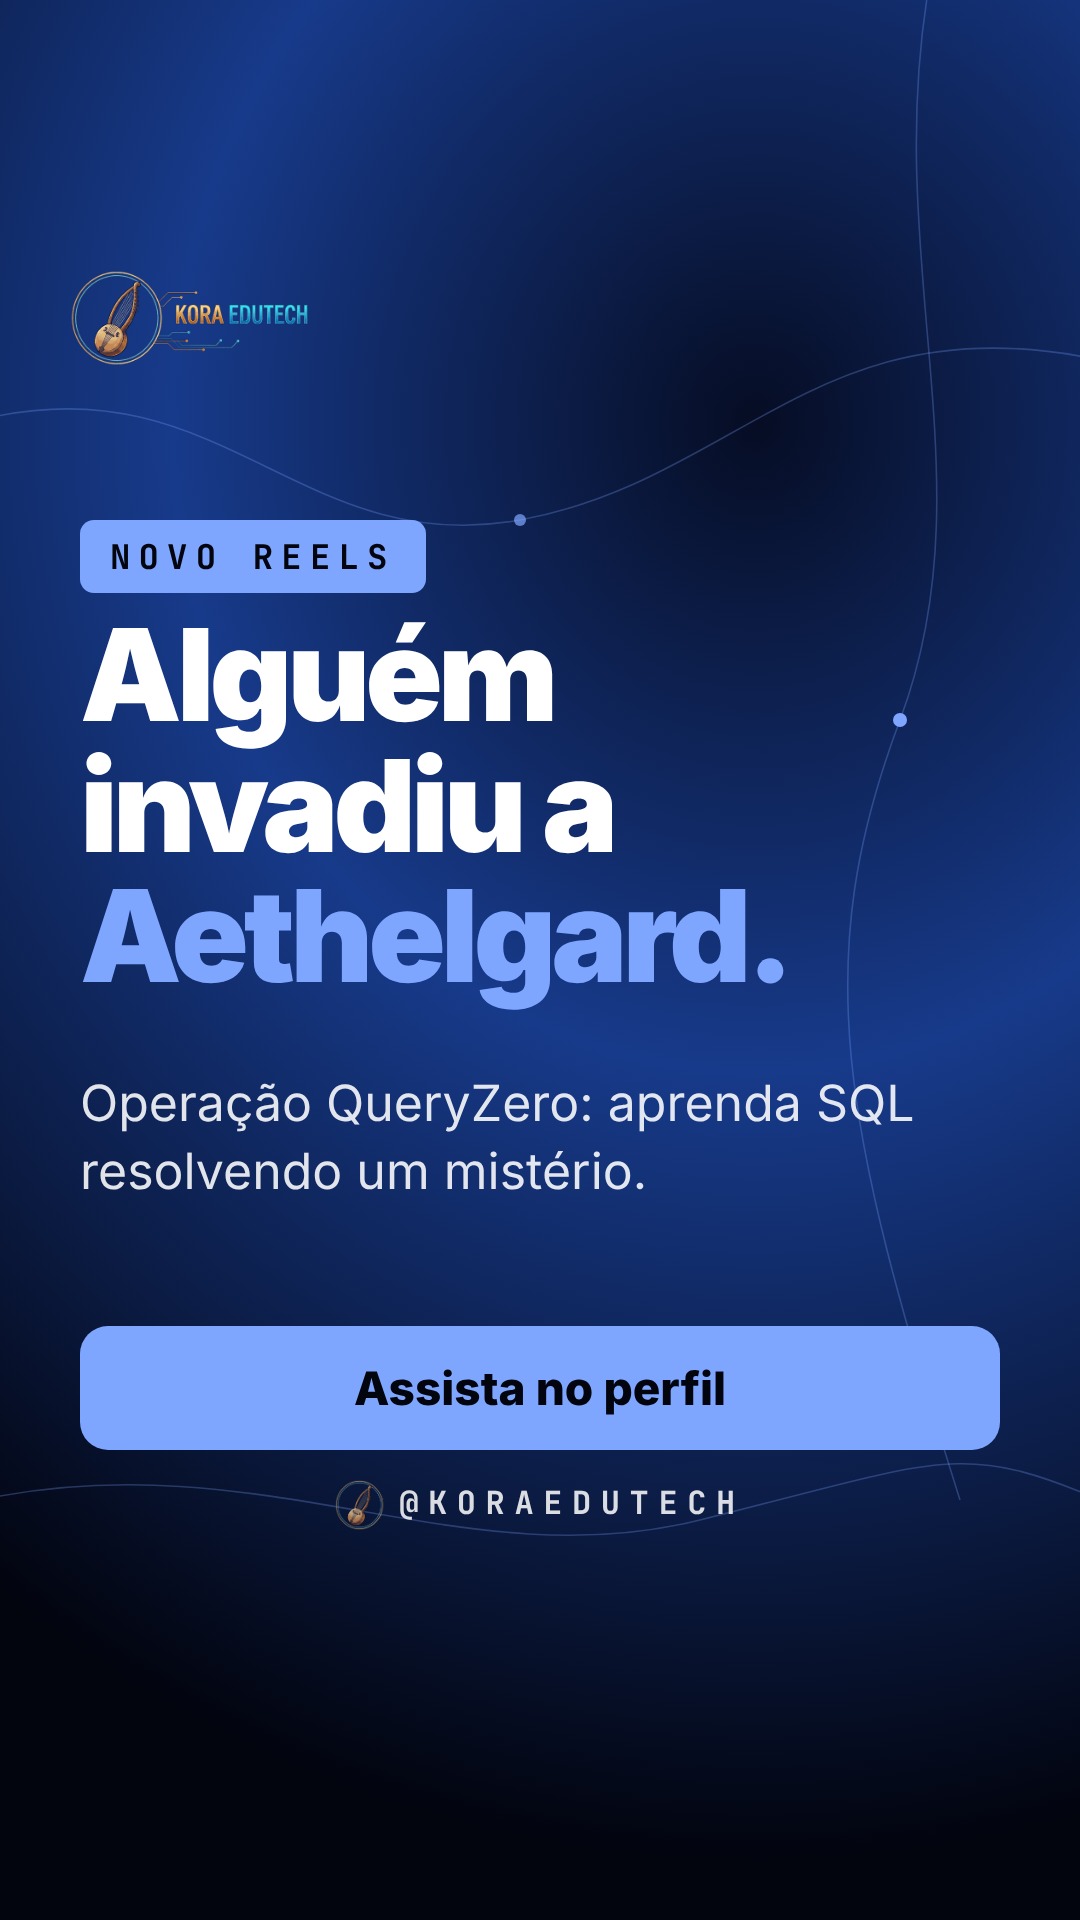 KORA EDUTECH
NOVO REELS
Alguém
invadiu a
Aethelgard.
Operação QueryZero: aprenda SQL
resolvendo um mistério.
Assista no perfil
@KORAEDUTECH